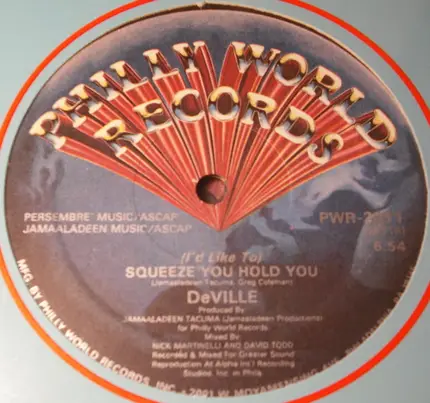 PHILLY WORLD
RECORDS
PERSEMBRE' MUSIC/ASCAP
JAMAALADEEN MUSIC/ASCAP
6:54
(I'd Like To)
SQUEEZE YOU HOLD YOU
(Jamaaladeen Tacuma, Greg Coleman)
DeVILLE
Produced By
JAMAALADEEN TACUMA (Jamaaladeen Productions)
for Philly World Records
Mixed By
NICK MARTINELLI AND DAVID TODD
Recorded & Mixed For Greater Sound
Reproduction At Alpha Int'l Recording
Studios, Inc. in Phila.
MFG. BY PHILLY WORLD RECORDS, INC. • 2001 W. MOYAMENSING AVE.